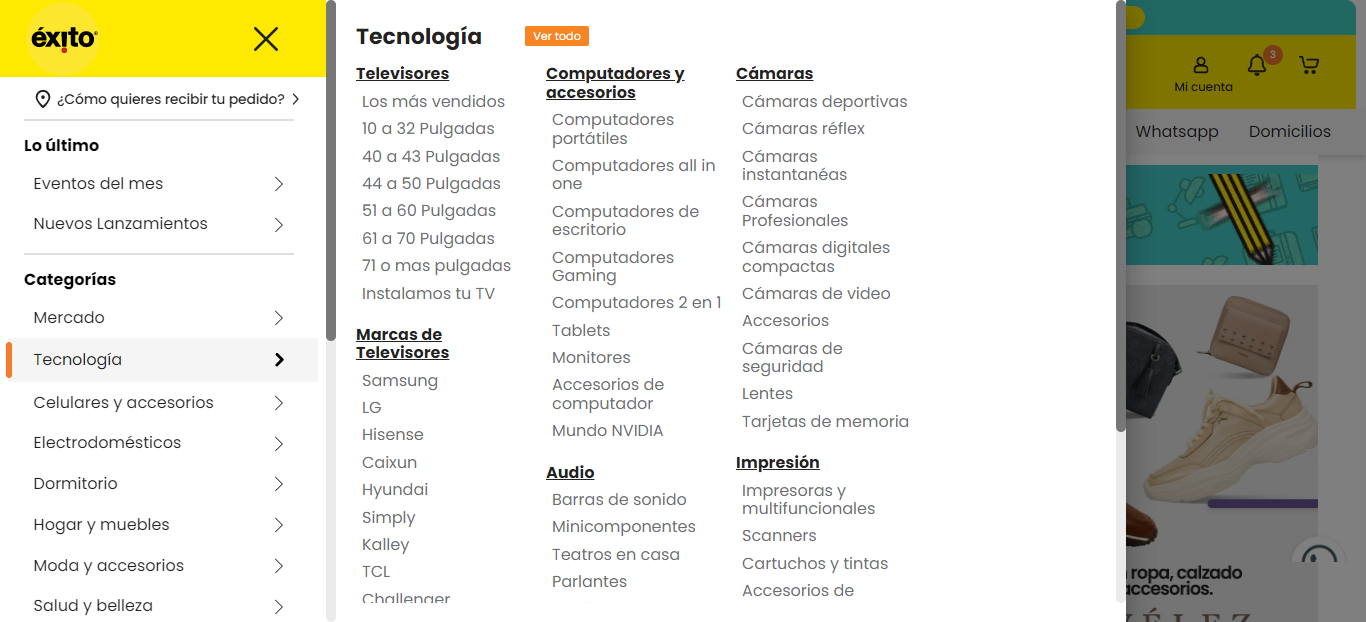 éxito
¿Cómo quieres recibir tu pedido?
Lo último
Eventos del mes
Nuevos Lanzamientos
Categorías
Mercado
Tecnología
Celulares y accesorios
Electrodomésticos
Dormitorio
Hogar y muebles
Moda y accesorios
Salud y belleza
Tecnología
Ver todo
Televisores
Los más vendidos
10 a 32 Pulgadas
40 a 43 Pulgadas
44 a 50 Pulgadas
51 a 60 Pulgadas
61 a 70 Pulgadas
71 o mas pulgadas
Instalamos tu TV
Marcas de
Televisores
Samsung
LG
Hisense
Caixun
Hyundai
Simply
Kalley
TCL
Challenger
Computadores y
accesorios
Computadores
portátiles
Computadores all in
one
Computadores de
escritorio
Computadores
Gaming
Computadores 2 en 1
Tablets
Monitores
Accesorios de
computador
Mundo NVIDIA
Audio
Barras de sonido
Minicomponentes
Teatros en casa
Parlantes
Cámaras
Cámaras deportivas
Cámaras réflex
Cámaras
instantanéas
Cámaras
Profesionales
Cámaras digitales
compactas
Cámaras de video
Accesorios
Cámaras de
seguridad
Lentes
Tarjetas de memoria
Impresión
Impresoras y
multifuncionales
Scanners
Cartuchos y tintas
Accesorios de
3
Mi cuenta
Whatsapp
Domicilios
ropa, calzado
accesorios.
VÉLEZ